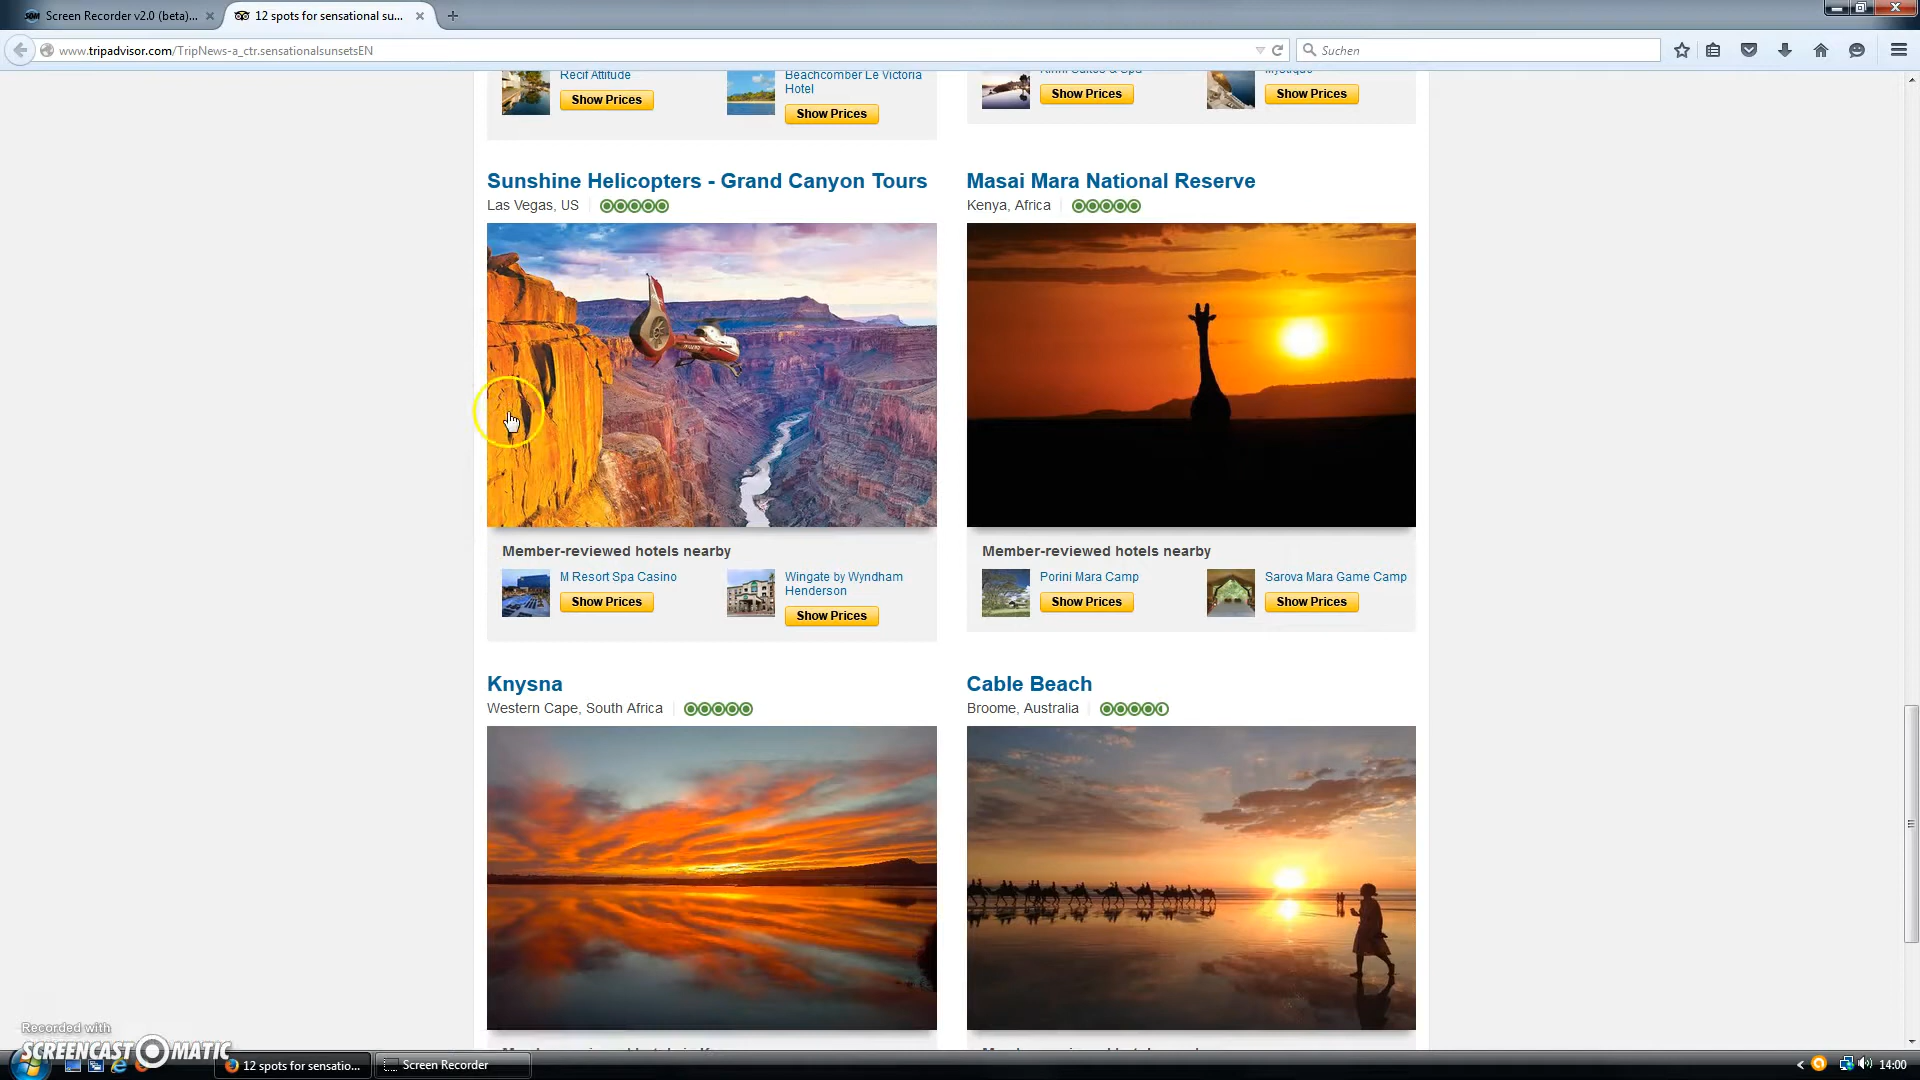 Screen Recorder v2.0 (beta)...
12 spots for sensational su...
www.tripadvisor.com/TripNews-a_ctr.sensationalsunsetsEN
Suchen
Recif Attitude
Show Prices
Beachcomber Le Victoria
Hotel
Show Prices
Show Prices
Mystique
Show Prices
Sunshine Helicopters - Grand Canyon Tours
Las Vegas, US
Masai Mara National Reserve
Kenya, Africa
Member-reviewed hotels nearby
M Resort Spa Casino
Show Prices
Wingate by Wyndham
Henderson
Show Prices
Member-reviewed hotels nearby
Porini Mara Camp
Show Prices
Sarova Mara Game Camp
Show Prices
Knysna
Western Cape, South Africa
Cable Beach
Broome, Australia
Recorded with
SCREENCAST MATIC
12 spots for sensatio...
Screen Recorder
14:00